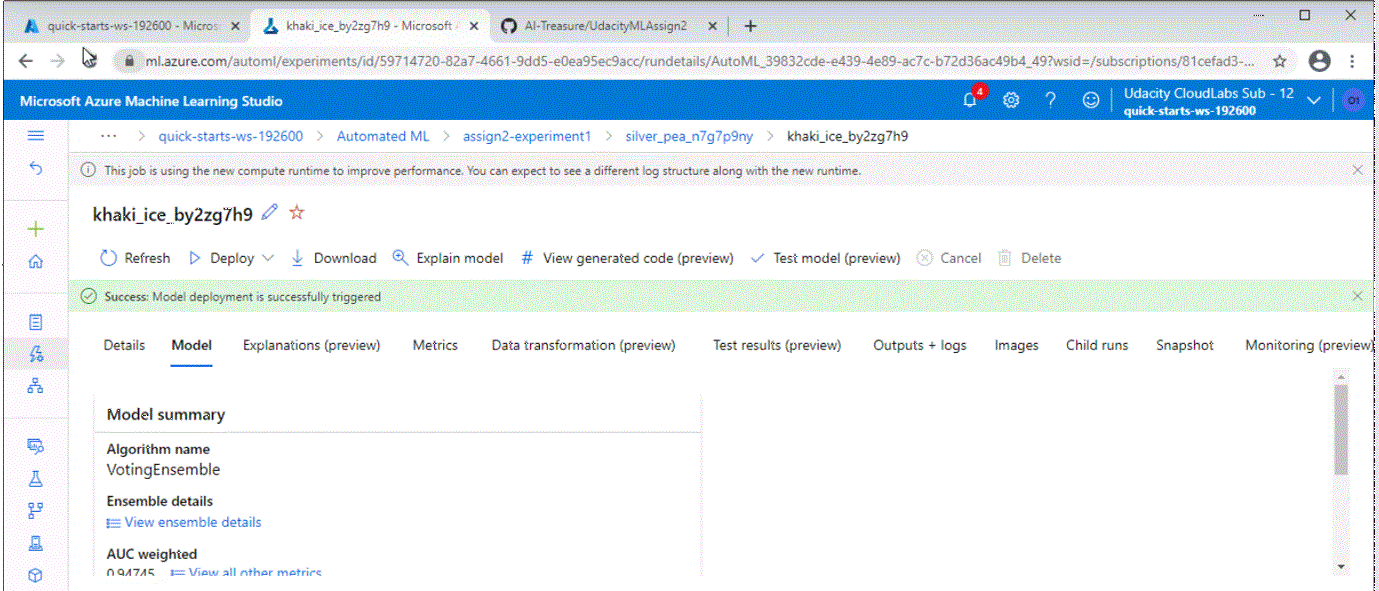 quick-starts-ws-192600 - Micros
khaki_ice_by2zg7h9 - Microsoft
AI-Treasure/UdacityMLAssign2
ml.azure.com/automl/experiments/id/59714720-82a7-4661-9dd5-e0ea95ec9acc/rundetails/AutoML_39832cde-e439-4e89-ac7c-b72d36ac49b4_49?wsid=/subscriptions/81cefad3-...
Microsoft Azure Machine Learning Studio
4
Udacity CloudLabs Sub - 12
quick-starts-ws-192600
O1
... > quick-starts-ws-192600 > Automated ML > assign2-experiment1 > silver_pea_n7g7p9ny > khaki_ice_by2zg7h9
This job is using the new compute runtime to improve performance. You can expect to see a different log structure along with the new runtime.
khaki_ice_by2zg7h9
Refresh Deploy Download Explain model # View generated code (preview) Test model (preview) Cancel Delete
Success: Model deployment is successfully triggered
Details Model Explanations (preview) Metrics Data transformation (preview) Test results (preview) Outputs + logs Images Child runs Snapshot Monitoring (preview)
Model summary
Algorithm name
VotingEnsemble
Ensemble details
View ensemble details
AUC weighted
0.94745 View all other metrics